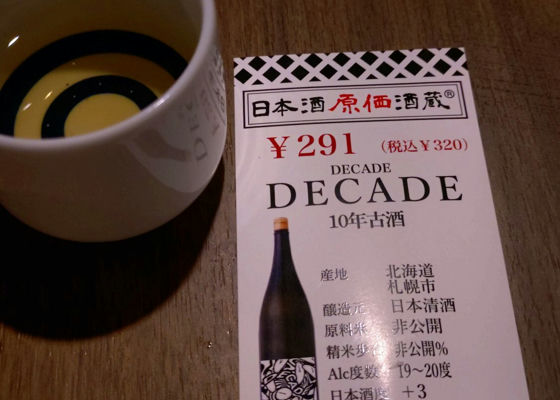 日本酒原価酒蔵®
¥291 (税込¥320)
DECADE
DECADE
10年古酒
産地 北海道
札幌市
醸造元 日本清酒
原料米 非公開
精米歩合 非公開%
Alc度数 19〜20度
日本酒度 +3